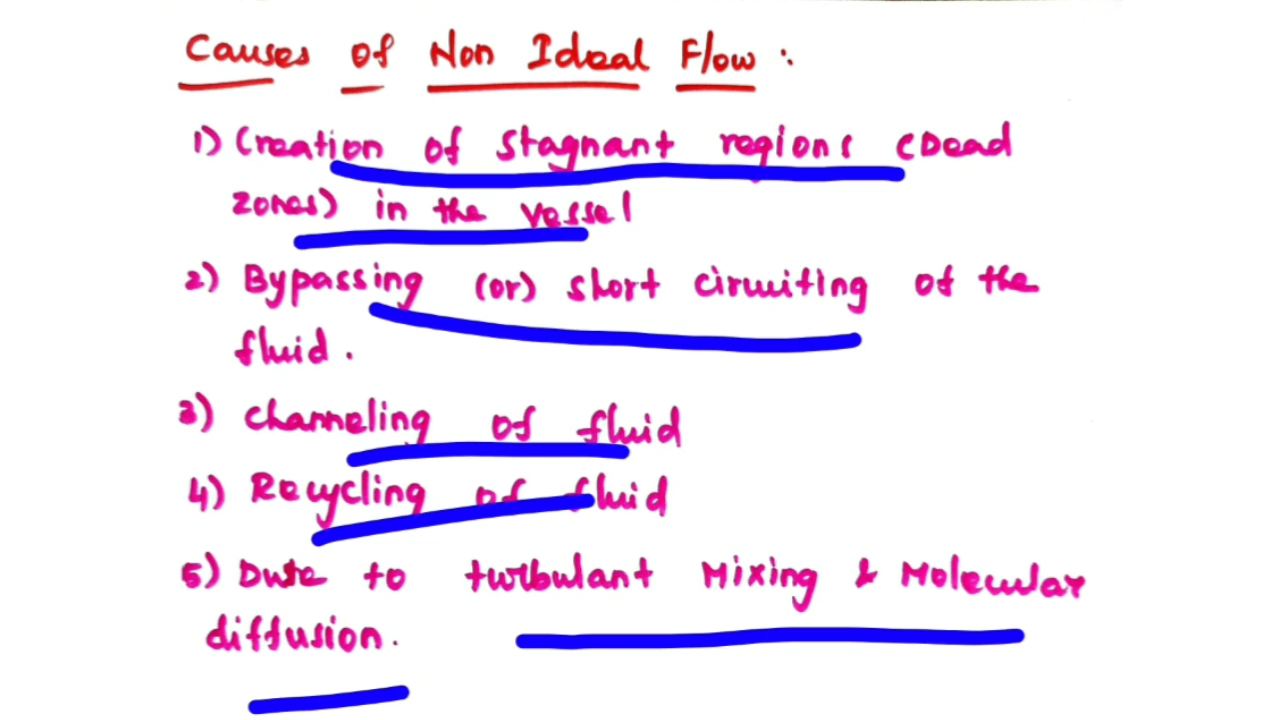 Causes of Non Ideal Flow :
1) Creation of stagnant regions (Dead
zones) in the vessel
2) Bypassing (or) short circuiting of the
fluid.
3) channeling of fluid
4) Recycling of fluid
5) Due to turbulant Mixing & Molecular
diffusion.